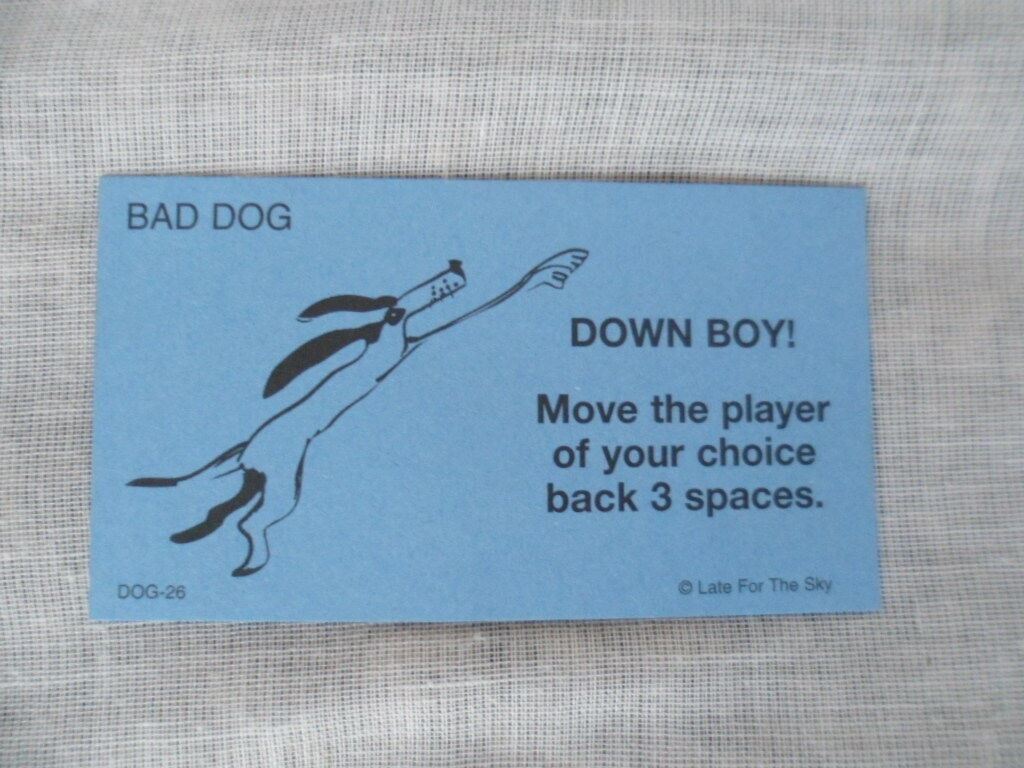 BAD DOG
DOWN BOY!
Move the player
of your choice
back 3 spaces.
DOG-26
© Late For The Sky